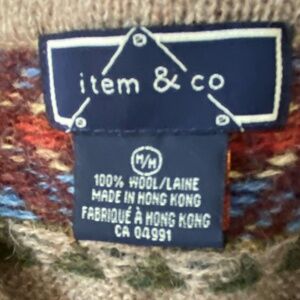 item & co
M/M
100% WOOL/LAINE
MADE IN HONG KONG
FABRIQUÉ À HONG KONG
CA 04991